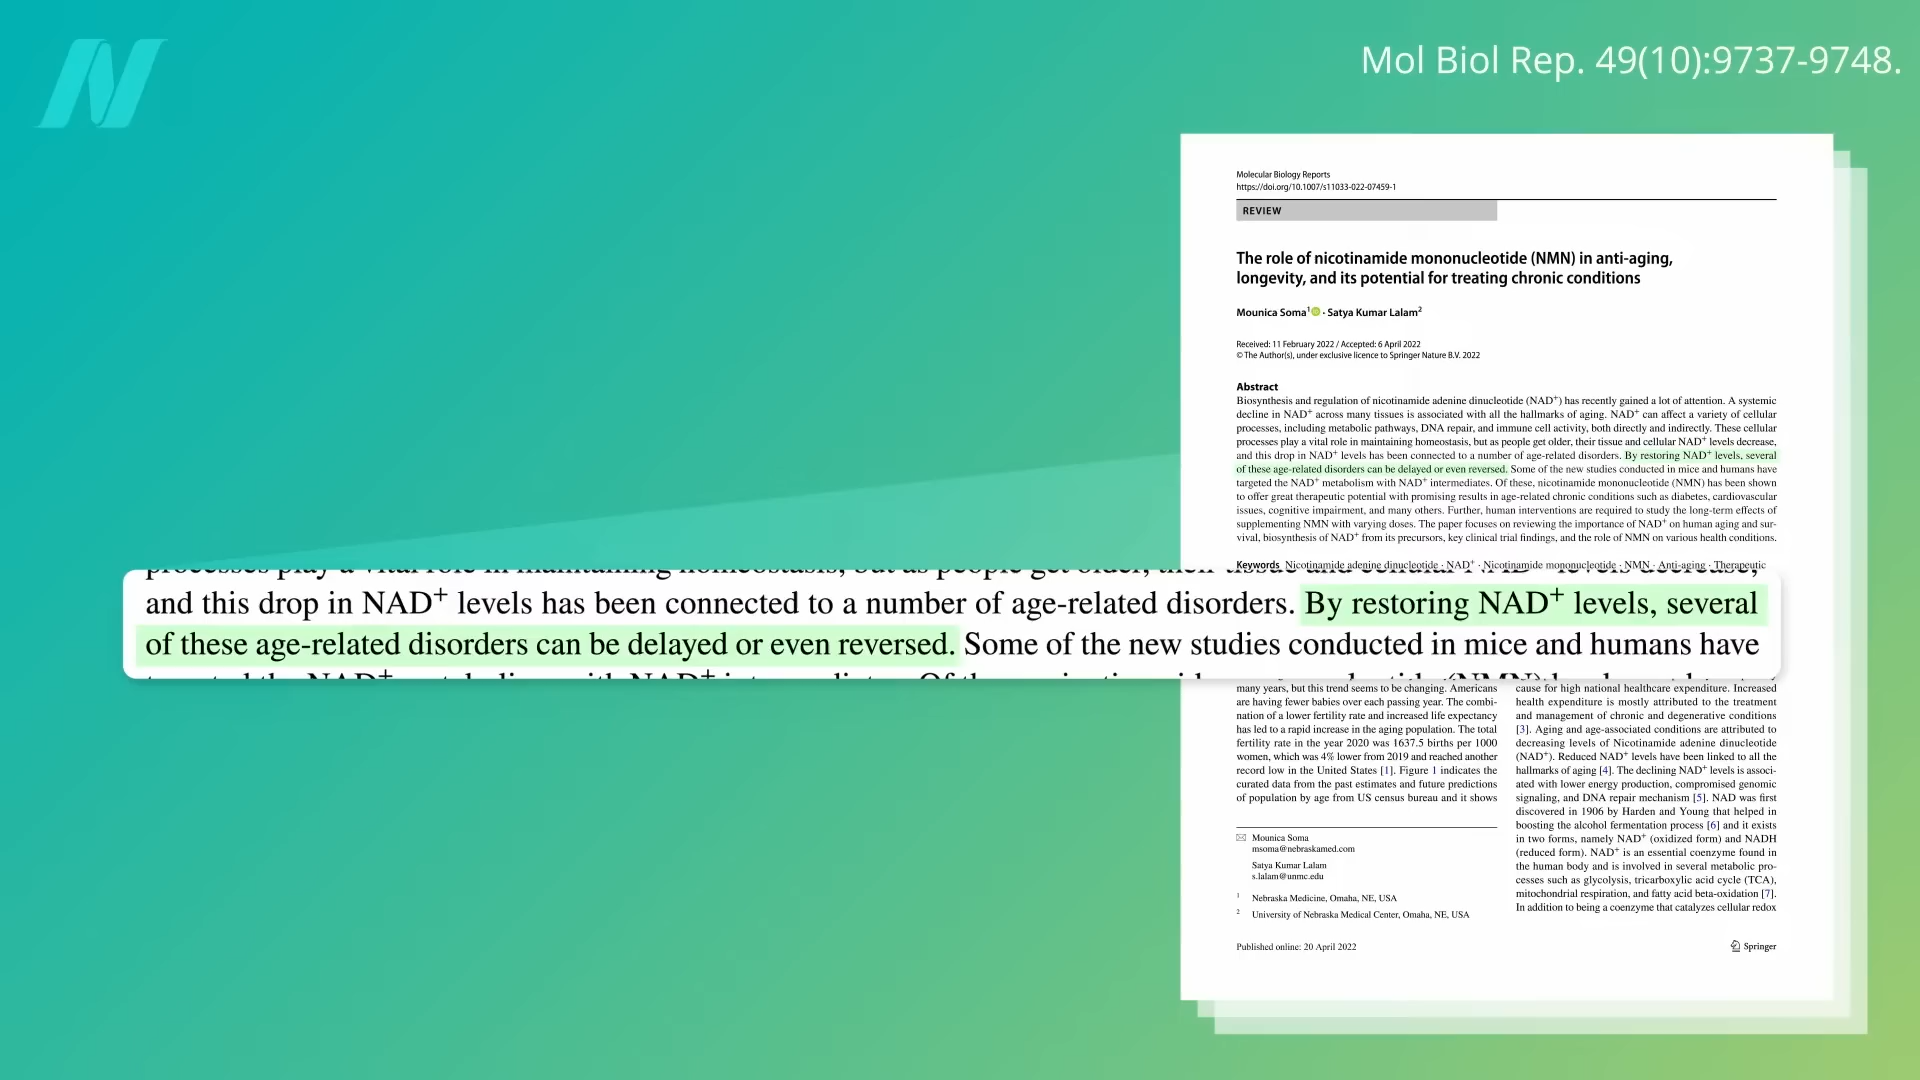 Mol Biol Rep. 49(10):9737-9748.
Molecular Biology Reports
https://doi.org/10.1007/s11033-022-07459-1
REVIEW
The role of nicotinamide mononucleotide (NMN) in anti-aging,
longevity, and its potential for treating chronic conditions
Mounica Soma1 · Satya Kumar Lalam2
Received: 11 February 2022 / Accepted: 6 April 2022
© The Author(s), under exclusive licence to Springer Nature B.V. 2022
Abstract
Biosynthesis and regulation of nicotinamide adenine dinucleotide (NAD+) has recently gained a lot of attention. A systemic
decline in NAD+ across many tissues is associated with all the hallmarks of aging. NAD+ can affect a variety of cellular
processes, including metabolic pathways, DNA repair, and immune cell activity, both directly and indirectly. These cellular
processes play a vital role in maintaining homeostasis, but as people get older, their tissue and cellular NAD+ levels decrease,
and this drop in NAD+ levels has been connected to a number of age-related disorders. By restoring NAD+ levels, several
of these age-related disorders can be delayed or even reversed. Some of the new studies conducted in mice and humans have
targeted the NAD+ metabolism with NAD+ intermediates. Of these, nicotinamide mononucleotide (NMN) has been shown
to offer great therapeutic potential with promising results in age-related chronic conditions such as diabetes, cardiovascular
issues, cognitive impairment, and many others. Further, human interventions are required to study the long-term effects of
supplementing NMN with varying doses. The paper focuses on reviewing the importance of NAD+ on human aging and sur-
vival, biosynthesis of NAD+ from its precursors, key clinical trial findings, and the role of NMN on various health conditions.
Keywords Nicotinamide adenine dinucleotide · NAD+ · Nicotinamide mononucleotide · NMN · Anti-aging · Therapeutic
processes play a vital role in maintaining homeostasis, but as people get older, their tissue and cellular NAD+ levels decrease,
and this drop in NAD+ levels has been connected to a number of age-related disorders. By restoring NAD+ levels, several
of these age-related disorders can be delayed or even reversed. Some of the new studies conducted in mice and humans have
many years, but this trend seems to be changing. Americans
are having fewer babies over each passing year. The combi-
nation of a lower fertility rate and increased life expectancy
has led to a rapid increase in the aging population. The total
fertility rate in the year 2020 was 1637.5 births per 1000
women, which was 4% lower from 2019 and reached another
record low in the United States [1]. Figure 1 indicates the
curated data from the past estimates and future predictions
of population by age from US census bureau and it shows
Mounica Soma
msoma@nebraskamed.com
Satya Kumar Lalam
s.lalam@unmc.edu
1 Nebraska Medicine, Omaha, NE, USA
2 University of Nebraska Medical Center, Omaha, NE, USA
cause for high national healthcare expenditure. Increased
health expenditure is mostly attributed to the treatment
and management of chronic and degenerative conditions
[3]. Aging and age-associated conditions are attributed to
decreasing levels of Nicotinamide adenine dinucleotide
(NAD+). Reduced NAD+ levels have been linked to all the
hallmarks of aging [4]. The declining NAD+ levels is associ-
ated with lower energy production, compromised genomic
signaling, and DNA repair mechanism [5]. NAD was first
discovered in 1906 by Harden and Young that helped in
boosting the alcohol fermentation process [6] and it exists
in two forms, namely NAD+ (oxidized form) and NADH
(reduced form). NAD+ is an essential coenzyme found in
the human body and is involved in several metabolic pro-
cesses such as glycolysis, tricarboxylic acid cycle (TCA),
mitochondrial respiration, and fatty acid beta-oxidation [7].
In addition to being a coenzyme that catalyzes cellular redox
Published online: 20 April 2022
Springer